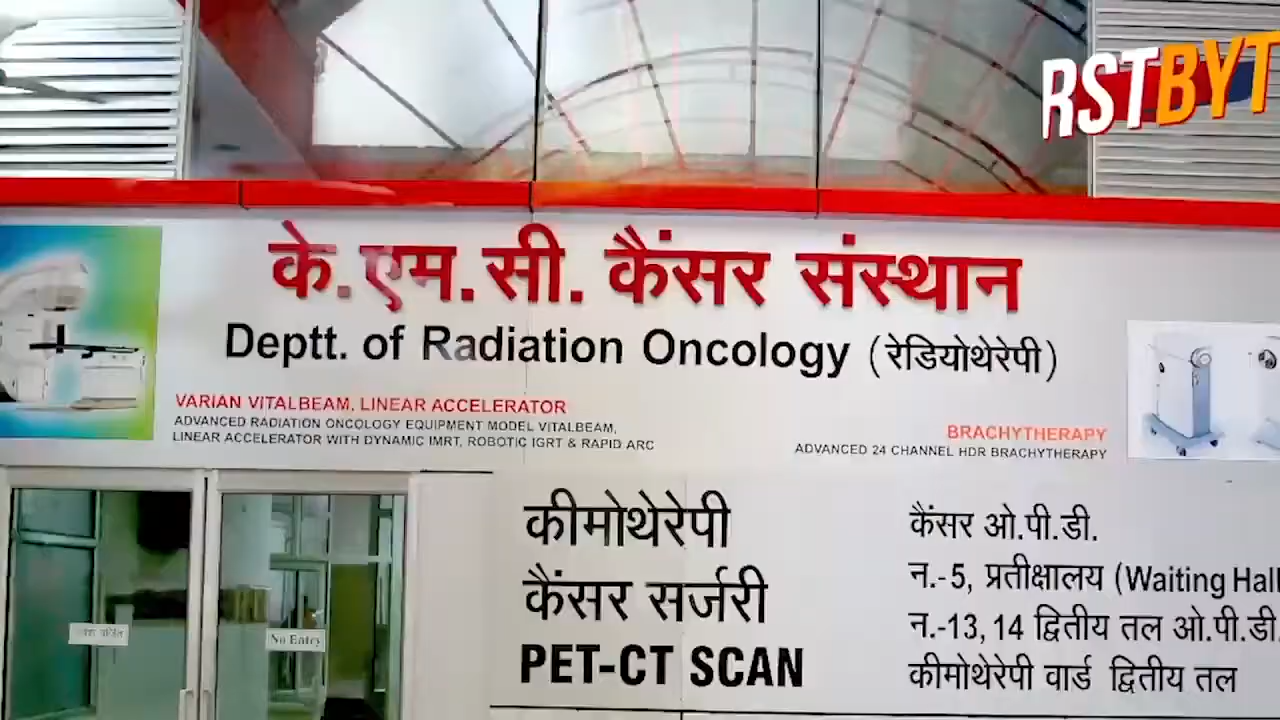 RSTBYT
के.एम.सी. कैंसर संस्थान
Deptt. of Radiation Oncology (रेडियोथेरेपी)
VARIAN VITALBEAM, LINEAR ACCELERATOR
ADVANCED RADIATION ONCOLOGY EQUIPMENT MODEL VITALBEAM,
LINEAR ACCELERATOR WITH DYNAMIC IMRT, ROBOTIC IGRT & RAPID ARC
BRACHYTHERAPY
ADVANCED 24 CHANNEL HDR BRACHYTHERAPY
कीमोथेरेपी
कैंसर सर्जरी
PET-CT SCAN
कैंसर ओ.पी.डी.
न.-5, प्रतीक्षालय (Waiting Hall
न.-13, 14 द्वितीय तल ओ.पी.डी.
कीमोथेरेपी वार्ड द्वितीय तल
No Entry